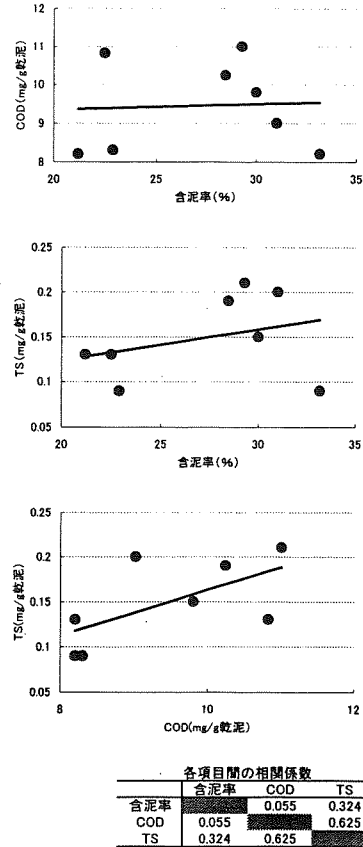 12
11
10
9
8
COD(mg/g乾泥)
20 25 30 35
含泥率(%)
0.25
0.2
0.15
0.1
0.05
TS(mg/g乾泥)
20 25 30 35
含泥率(%)
0.25
0.2
0.15
0.1
0.05
TS(mg/g乾泥)
8 10 12
COD(mg/g乾泥)
各項目間の相関係数
含泥率 COD TS
含泥率 0.055 0.324
COD 0.055 0.625
TS 0.324 0.625